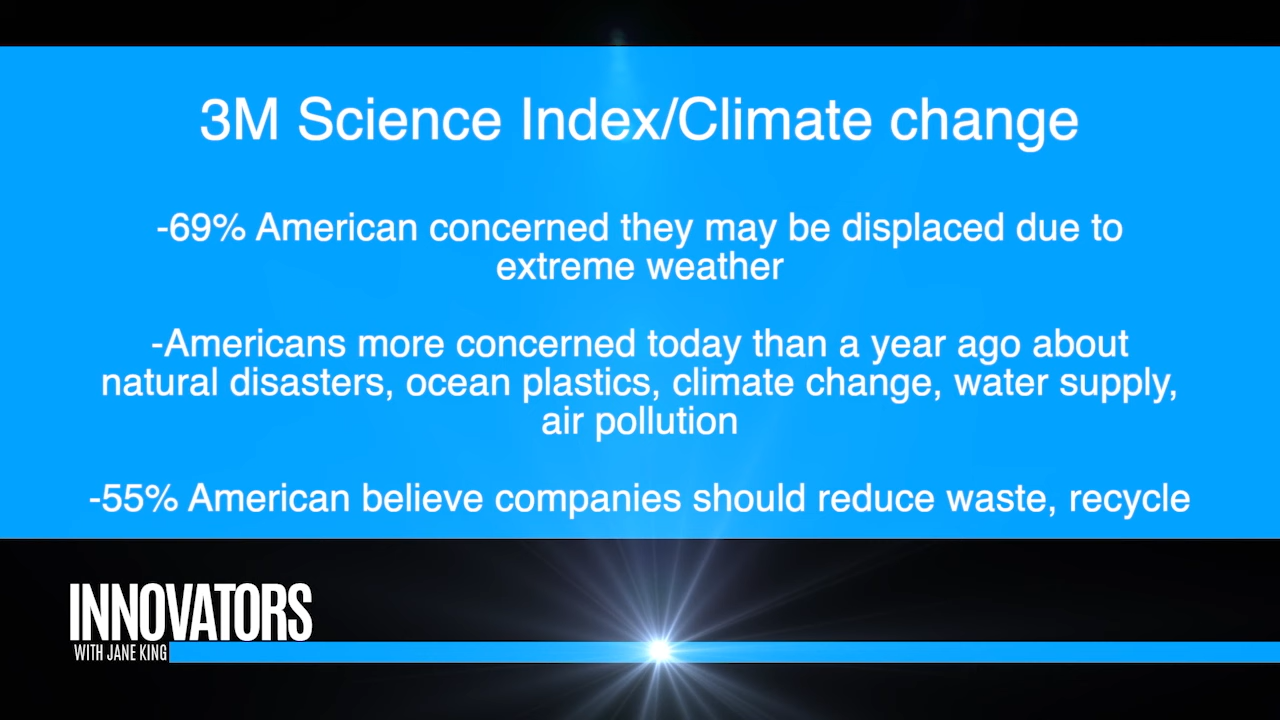 3M Science Index/Climate change
-69% American concerned they may be displaced due to
extreme weather
-Americans more concerned today than a year ago about
natural disasters, ocean plastics, climate change, water supply,
air pollution
-55% American believe companies should reduce waste, recycle
INNOVATORS
WITH JANE KING